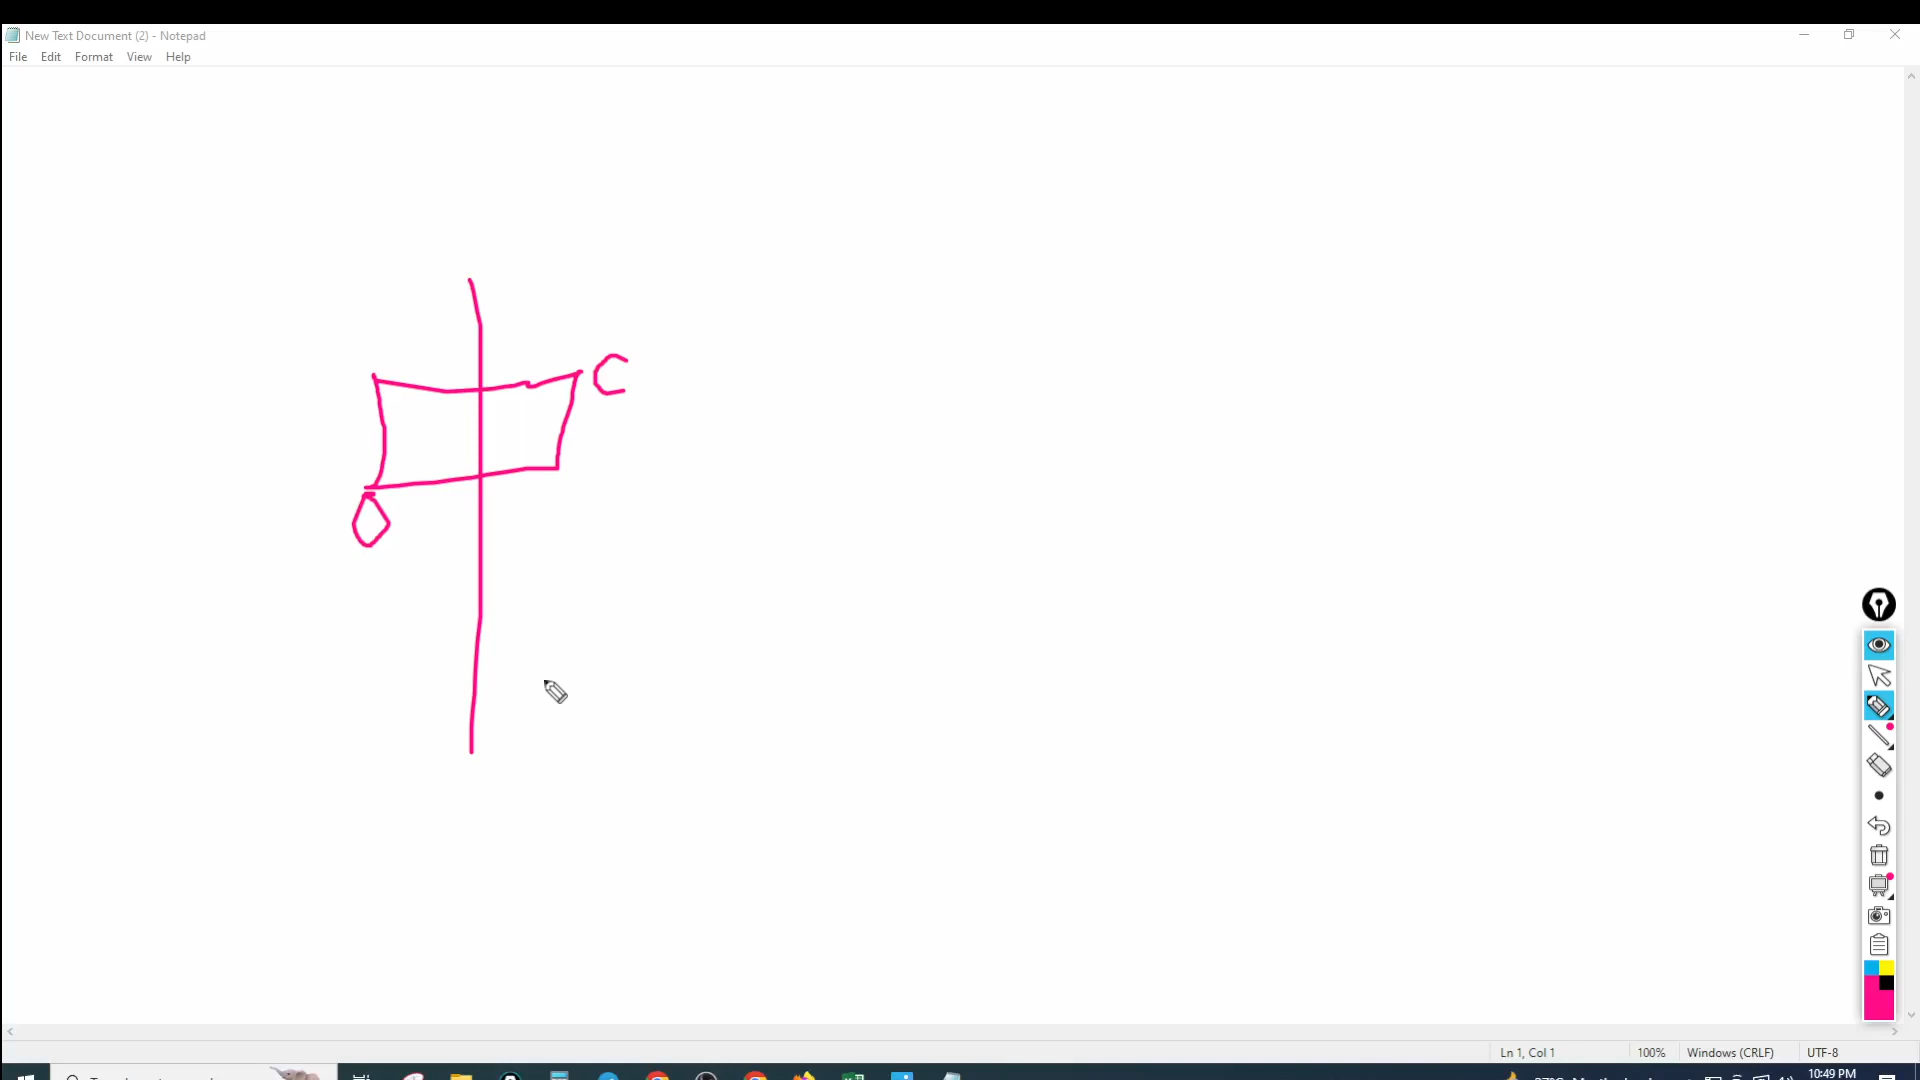 New Text Document (2) - Notepad
File Edit Format View Help
C
O
Ln 1, Col 1 100% Windows (CRLF) UTF-8
10:49 PM